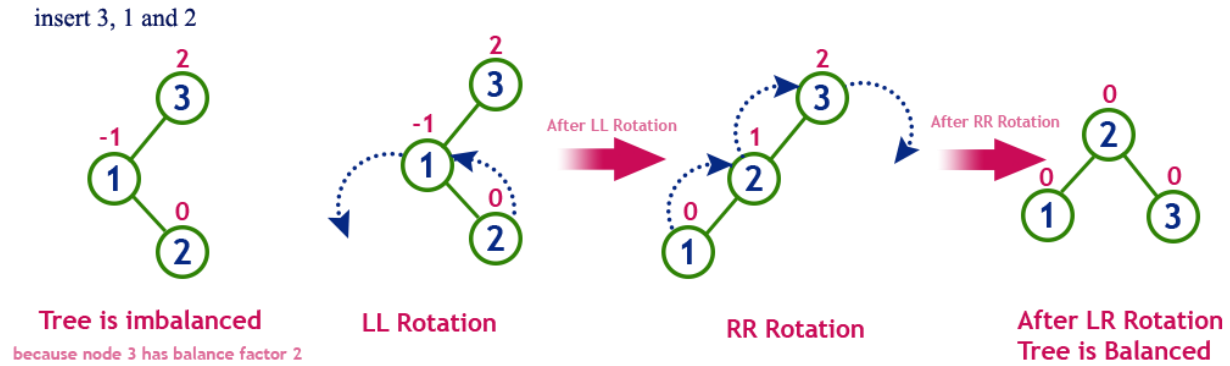 insert 3, 1 and 2
2
3
-1
1
0
2
Tree is imbalanced
because node 3 has balance factor 2
2
3
-1
1
0
2
LL Rotation
After LL Rotation
2
3
1
2
0
1
RR Rotation
After RR Rotation
0
2
0
1
0
3
After LR Rotation
Tree is Balanced